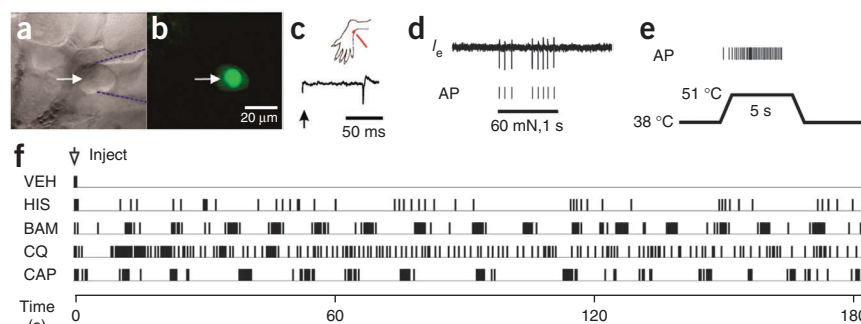 a
b
20 µm
c
50 ms
d
Ie
AP
60 mN,1 s
e
AP
51 °C
38 °C
5 s
f
Inject
VEH
HIS
BAM
CQ
CAP
Time
(s)
0
60
120
180